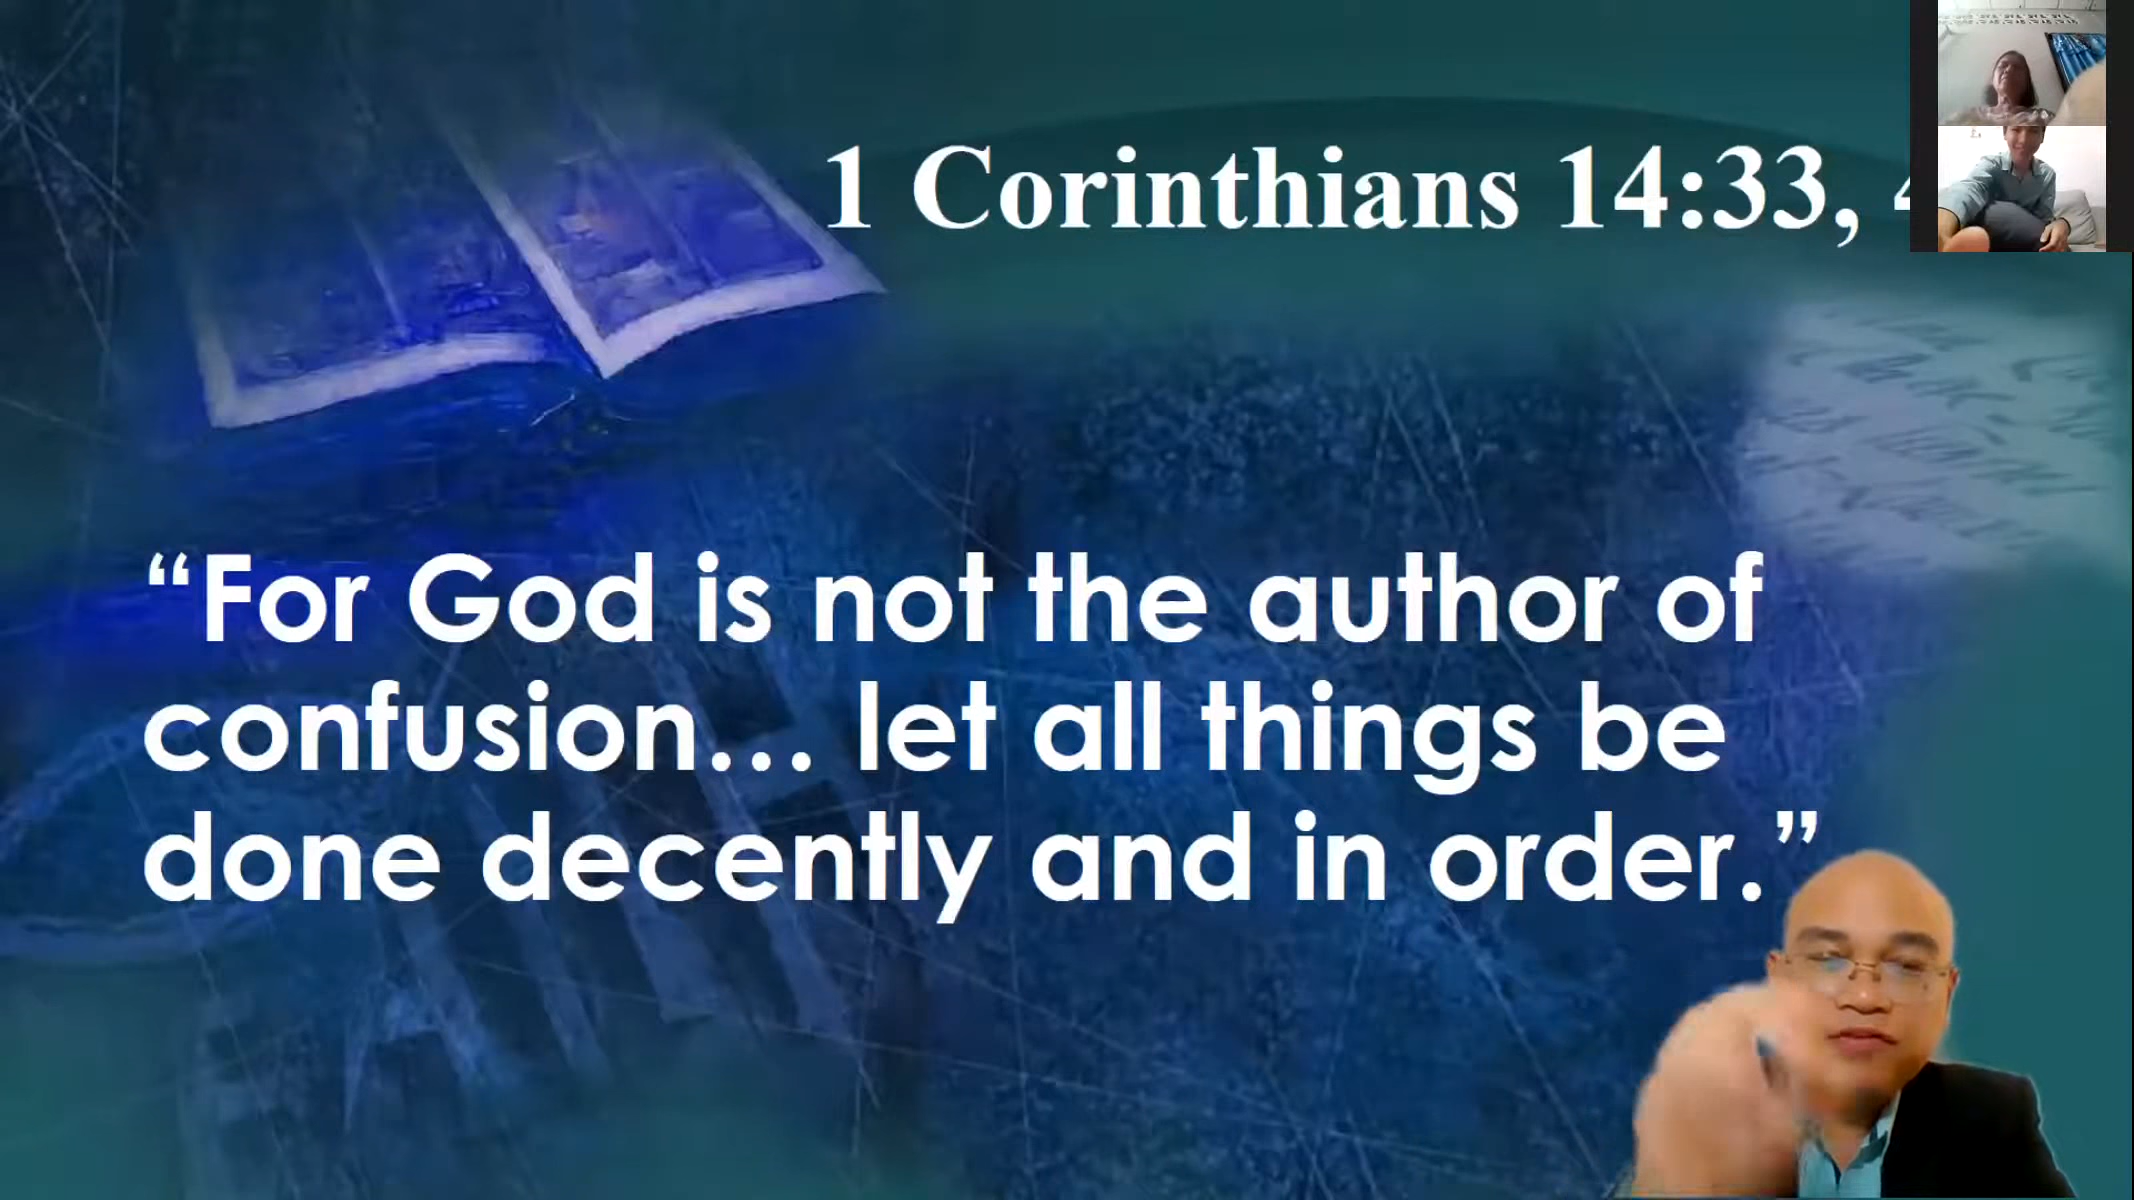 1 Corinthians 14:33,
“For God is not the author of
confusion… let all things be
done decently and in order.”